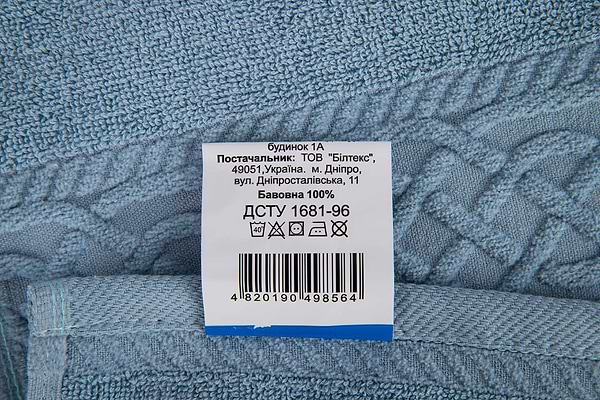 будинок 1А
Постачальник: ТОВ "Білтекс",
49051,Україна. м. Дніпро,
вул. Дніпросталівська, 11
Бавовна 100%
ДСТУ 1681-96
40°
4 820190 498564